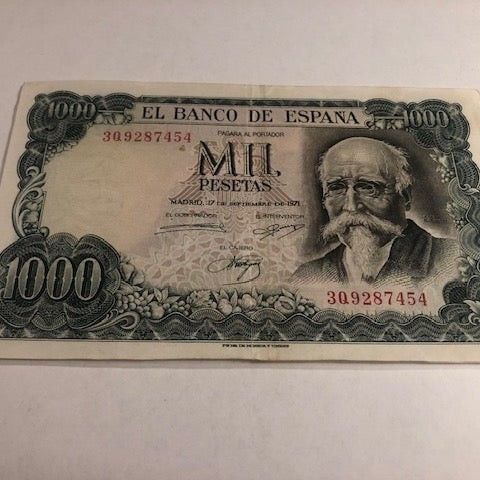 1000 EL BANCO DE ESPAÑA 1000
3Q9287454
PAGARA AL PORTADOR
MIL
PESETAS
MADRID, 17 DE SEPTIEMBRE DE 1971
EL GOBERNADOR EL INTERVENTOR
EL CAJERO
1000
3Q9287454